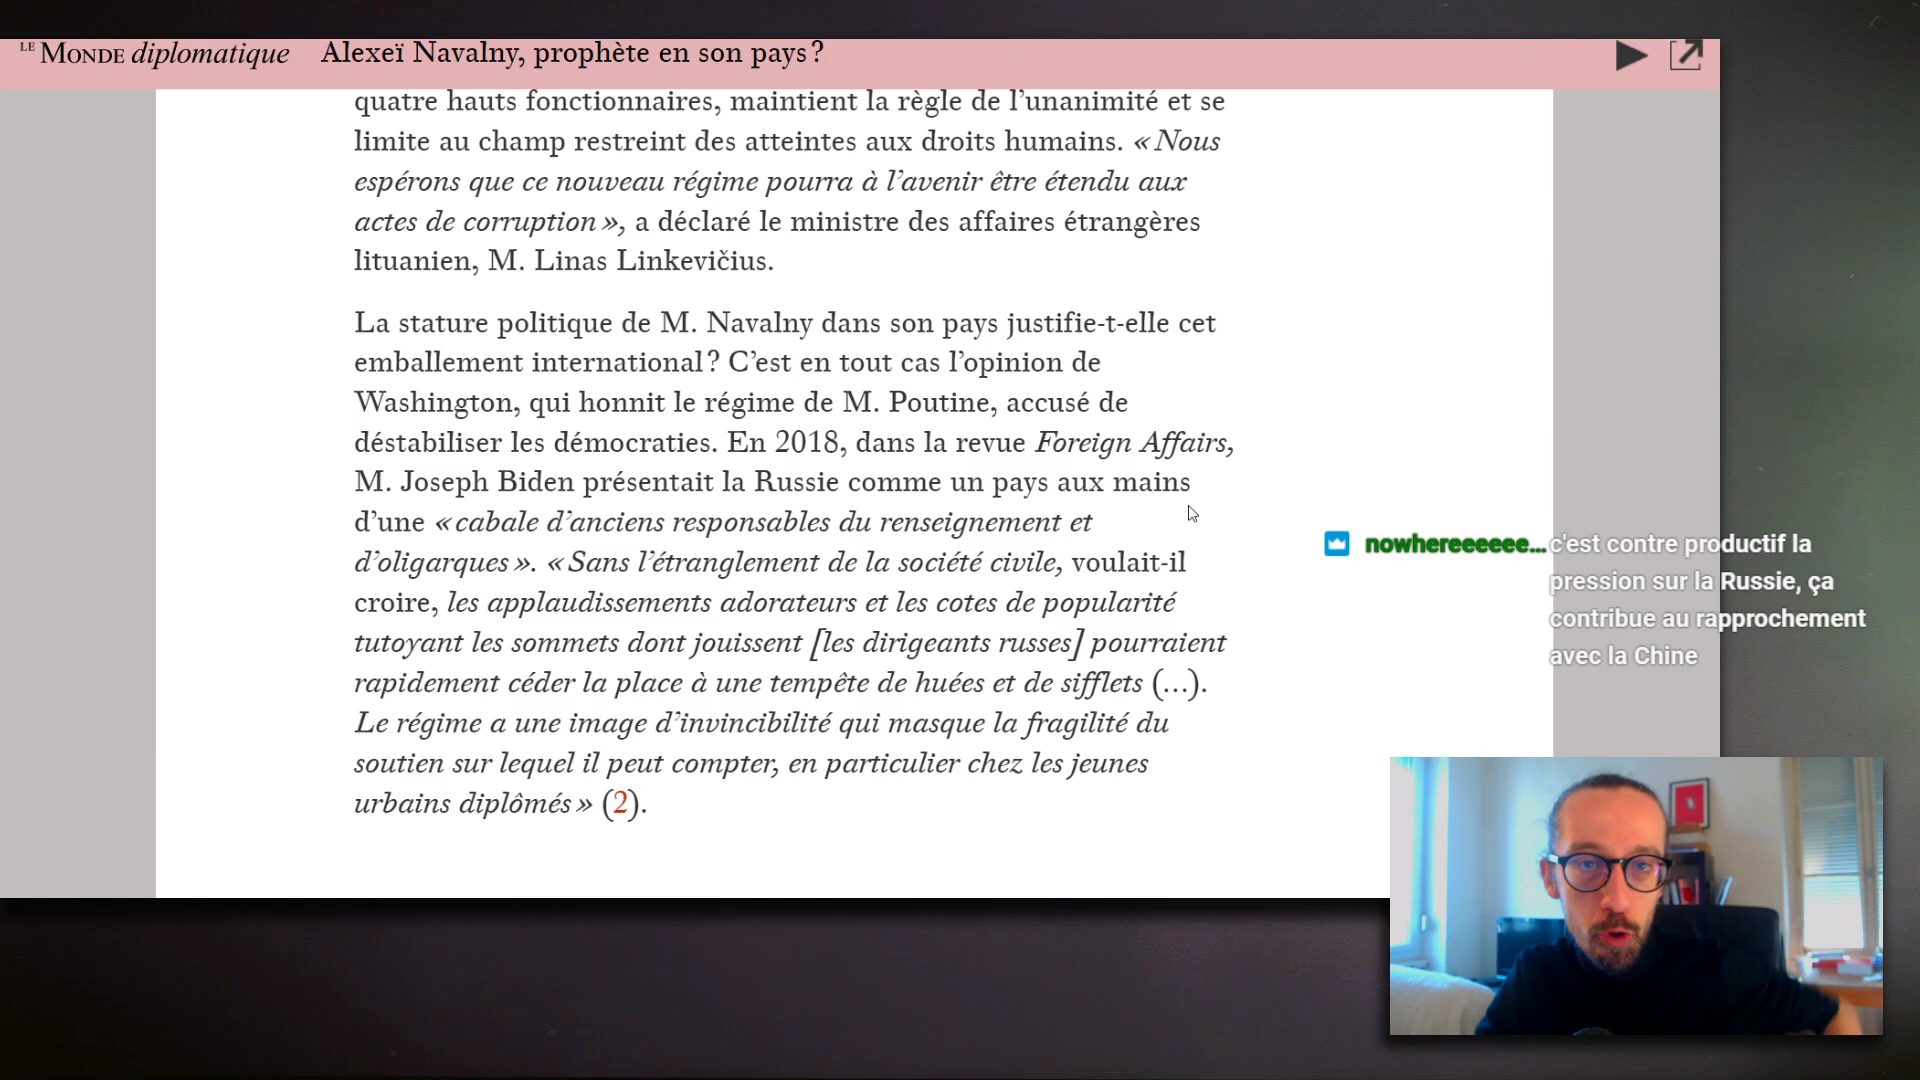 LE MONDE diplomatique Alexeï Navalny, prophète en son pays ?
quatre hauts fonctionnaires, maintient la règle de l’unanimité et se
limite au champ restreint des atteintes aux droits humains. « Nous
espérons que ce nouveau régime pourra à l’avenir être étendu aux
actes de corruption », a déclaré le ministre des affaires étrangères
lituanien, M. Linas Linkevičius.
La stature politique de M. Navalny dans son pays justifie-t-elle cet
emballement international ? C’est en tout cas l’opinion de
Washington, qui honnit le régime de M. Poutine, accusé de
déstabiliser les démocraties. En 2018, dans la revue Foreign Affairs,
M. Joseph Biden présentait la Russie comme un pays aux mains
d’une « cabale d’anciens responsables du renseignement et
d’oligarques ». « Sans l’étranglement de la société civile, voulait-il
croire, les applaudissements adorateurs et les cotes de popularité
tutoyant les sommets dont jouissent [les dirigeants russes] pourraient
rapidement céder la place à une tempête de huées et de sifflets (…).
Le régime a une image d’invincibilité qui masque la fragilité du
soutien sur lequel il peut compter, en particulier chez les jeunes
urbains diplômés » (2).
nowhereeeeee... c'est contre productif la
pression sur la Russie, ça
contribue au rapprochement
avec la Chine